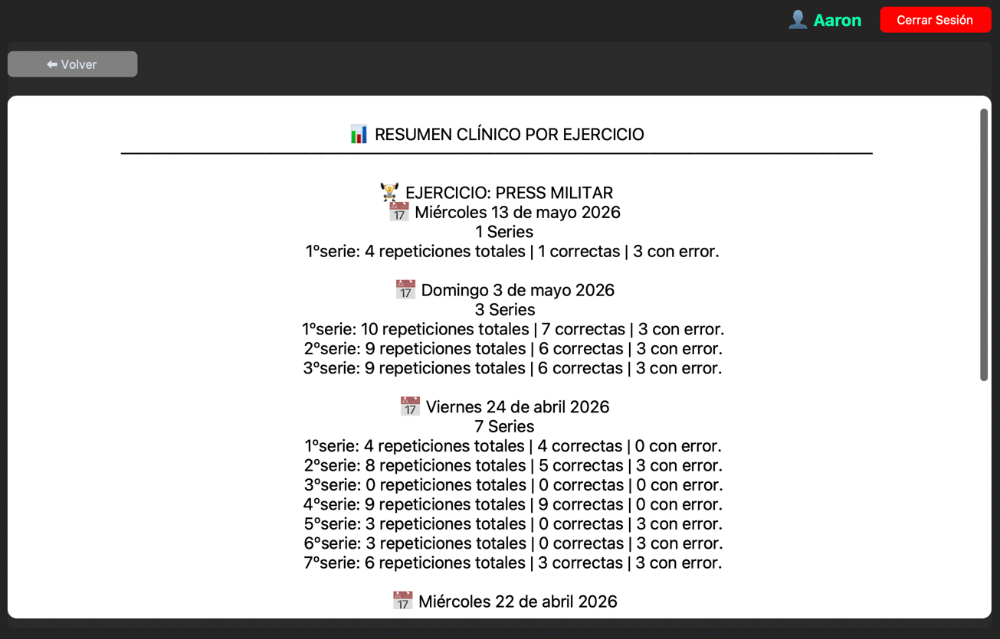 Aaron
Cerrar Sesión
⬅ Volver
RESUMEN CLÍNICO POR EJERCICIO
EJERCICIO: PRESS MILITAR
17 Miércoles 13 de mayo 2026
1 Series
1ºserie: 4 repeticiones totales | 1 correctas | 3 con error.
17 Domingo 3 de mayo 2026
3 Series
1ºserie: 10 repeticiones totales | 7 correctas | 3 con error.
2ºserie: 9 repeticiones totales | 6 correctas | 3 con error.
3ºserie: 9 repeticiones totales | 6 correctas | 3 con error.
17 Viernes 24 de abril 2026
7 Series
1ºserie: 4 repeticiones totales | 4 correctas | 0 con error.
2ºserie: 8 repeticiones totales | 5 correctas | 3 con error.
3ºserie: 0 repeticiones totales | 0 correctas | 0 con error.
4ºserie: 9 repeticiones totales | 9 correctas | 0 con error.
5ºserie: 3 repeticiones totales | 0 correctas | 3 con error.
6ºserie: 3 repeticiones totales | 0 correctas | 3 con error.
7ºserie: 6 repeticiones totales | 3 correctas | 3 con error.
17 Miércoles 22 de abril 2026